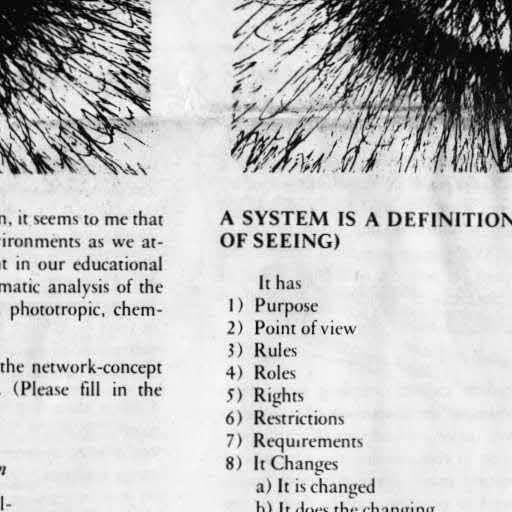 n, it seems to me that
ironments as we at-
t in our educational
matic analysis of the
phototropic, chem-
the network-concept
. (Please fill in the
n
l-
A SYSTEM IS A DEFINITION
OF SEEING)
It has
1) Purpose
2) Point of view
3) Rules
4) Roles
5) Rights
6) Restrictions
7) Requirements
8) It Changes
a) It is changed
b) It does the changing